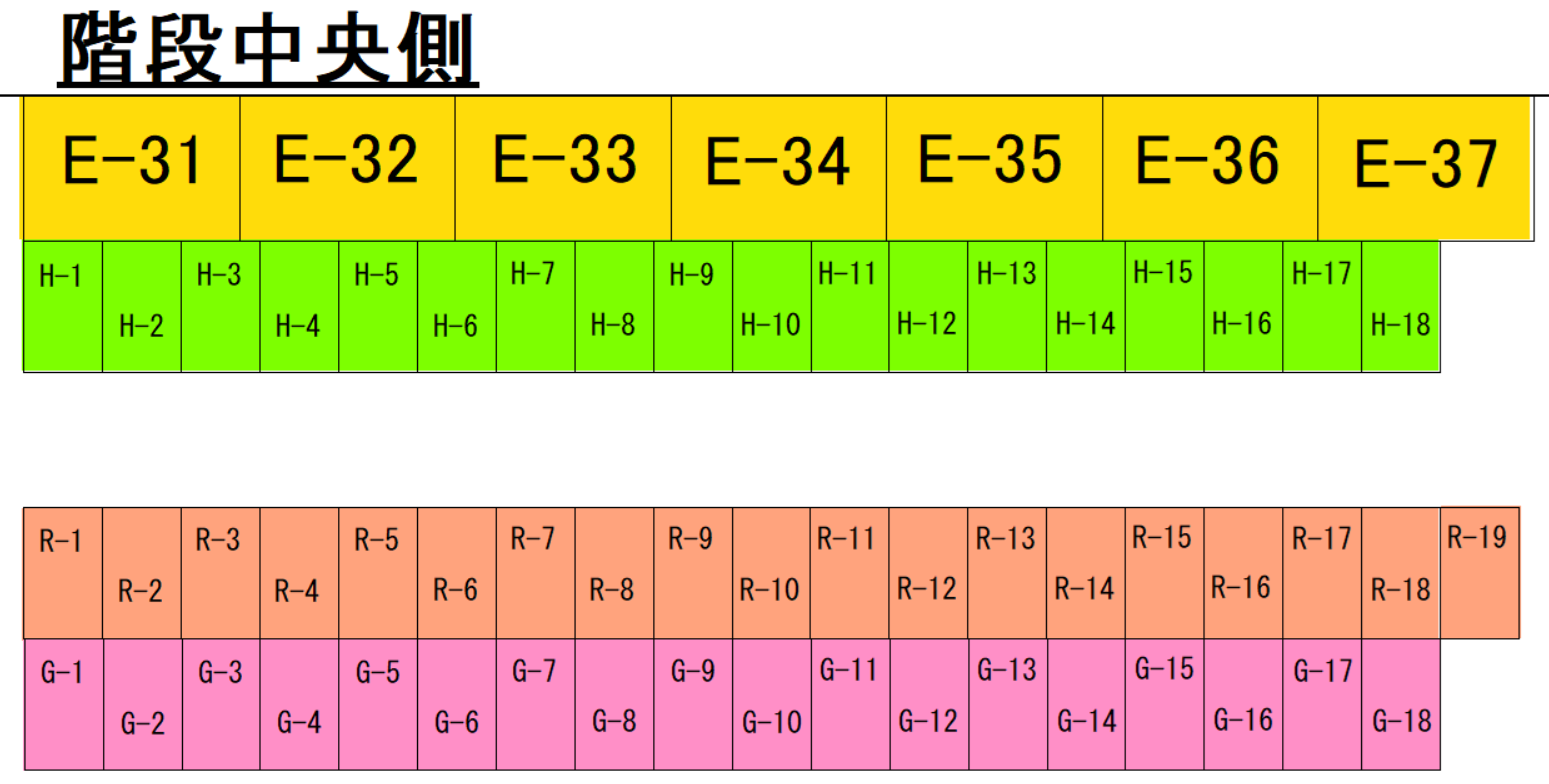 階段中央側
E-31 E-32 E-33 E-34 E-35 E-36 E-37
H-1 H-3 H-5 H-7 H-9 H-11 H-13 H-15 H-17
H-2 H-4 H-6 H-8 H-10 H-12 H-14 H-16 H-18
R-1 R-3 R-5 R-7 R-9 R-11 R-13 R-15 R-17 R-19
R-2 R-4 R-6 R-8 R-10 R-12 R-14 R-16 R-18
G-1 G-3 G-5 G-7 G-9 G-11 G-13 G-15 G-17
G-2 G-4 G-6 G-8 G-10 G-12 G-14 G-16 G-18